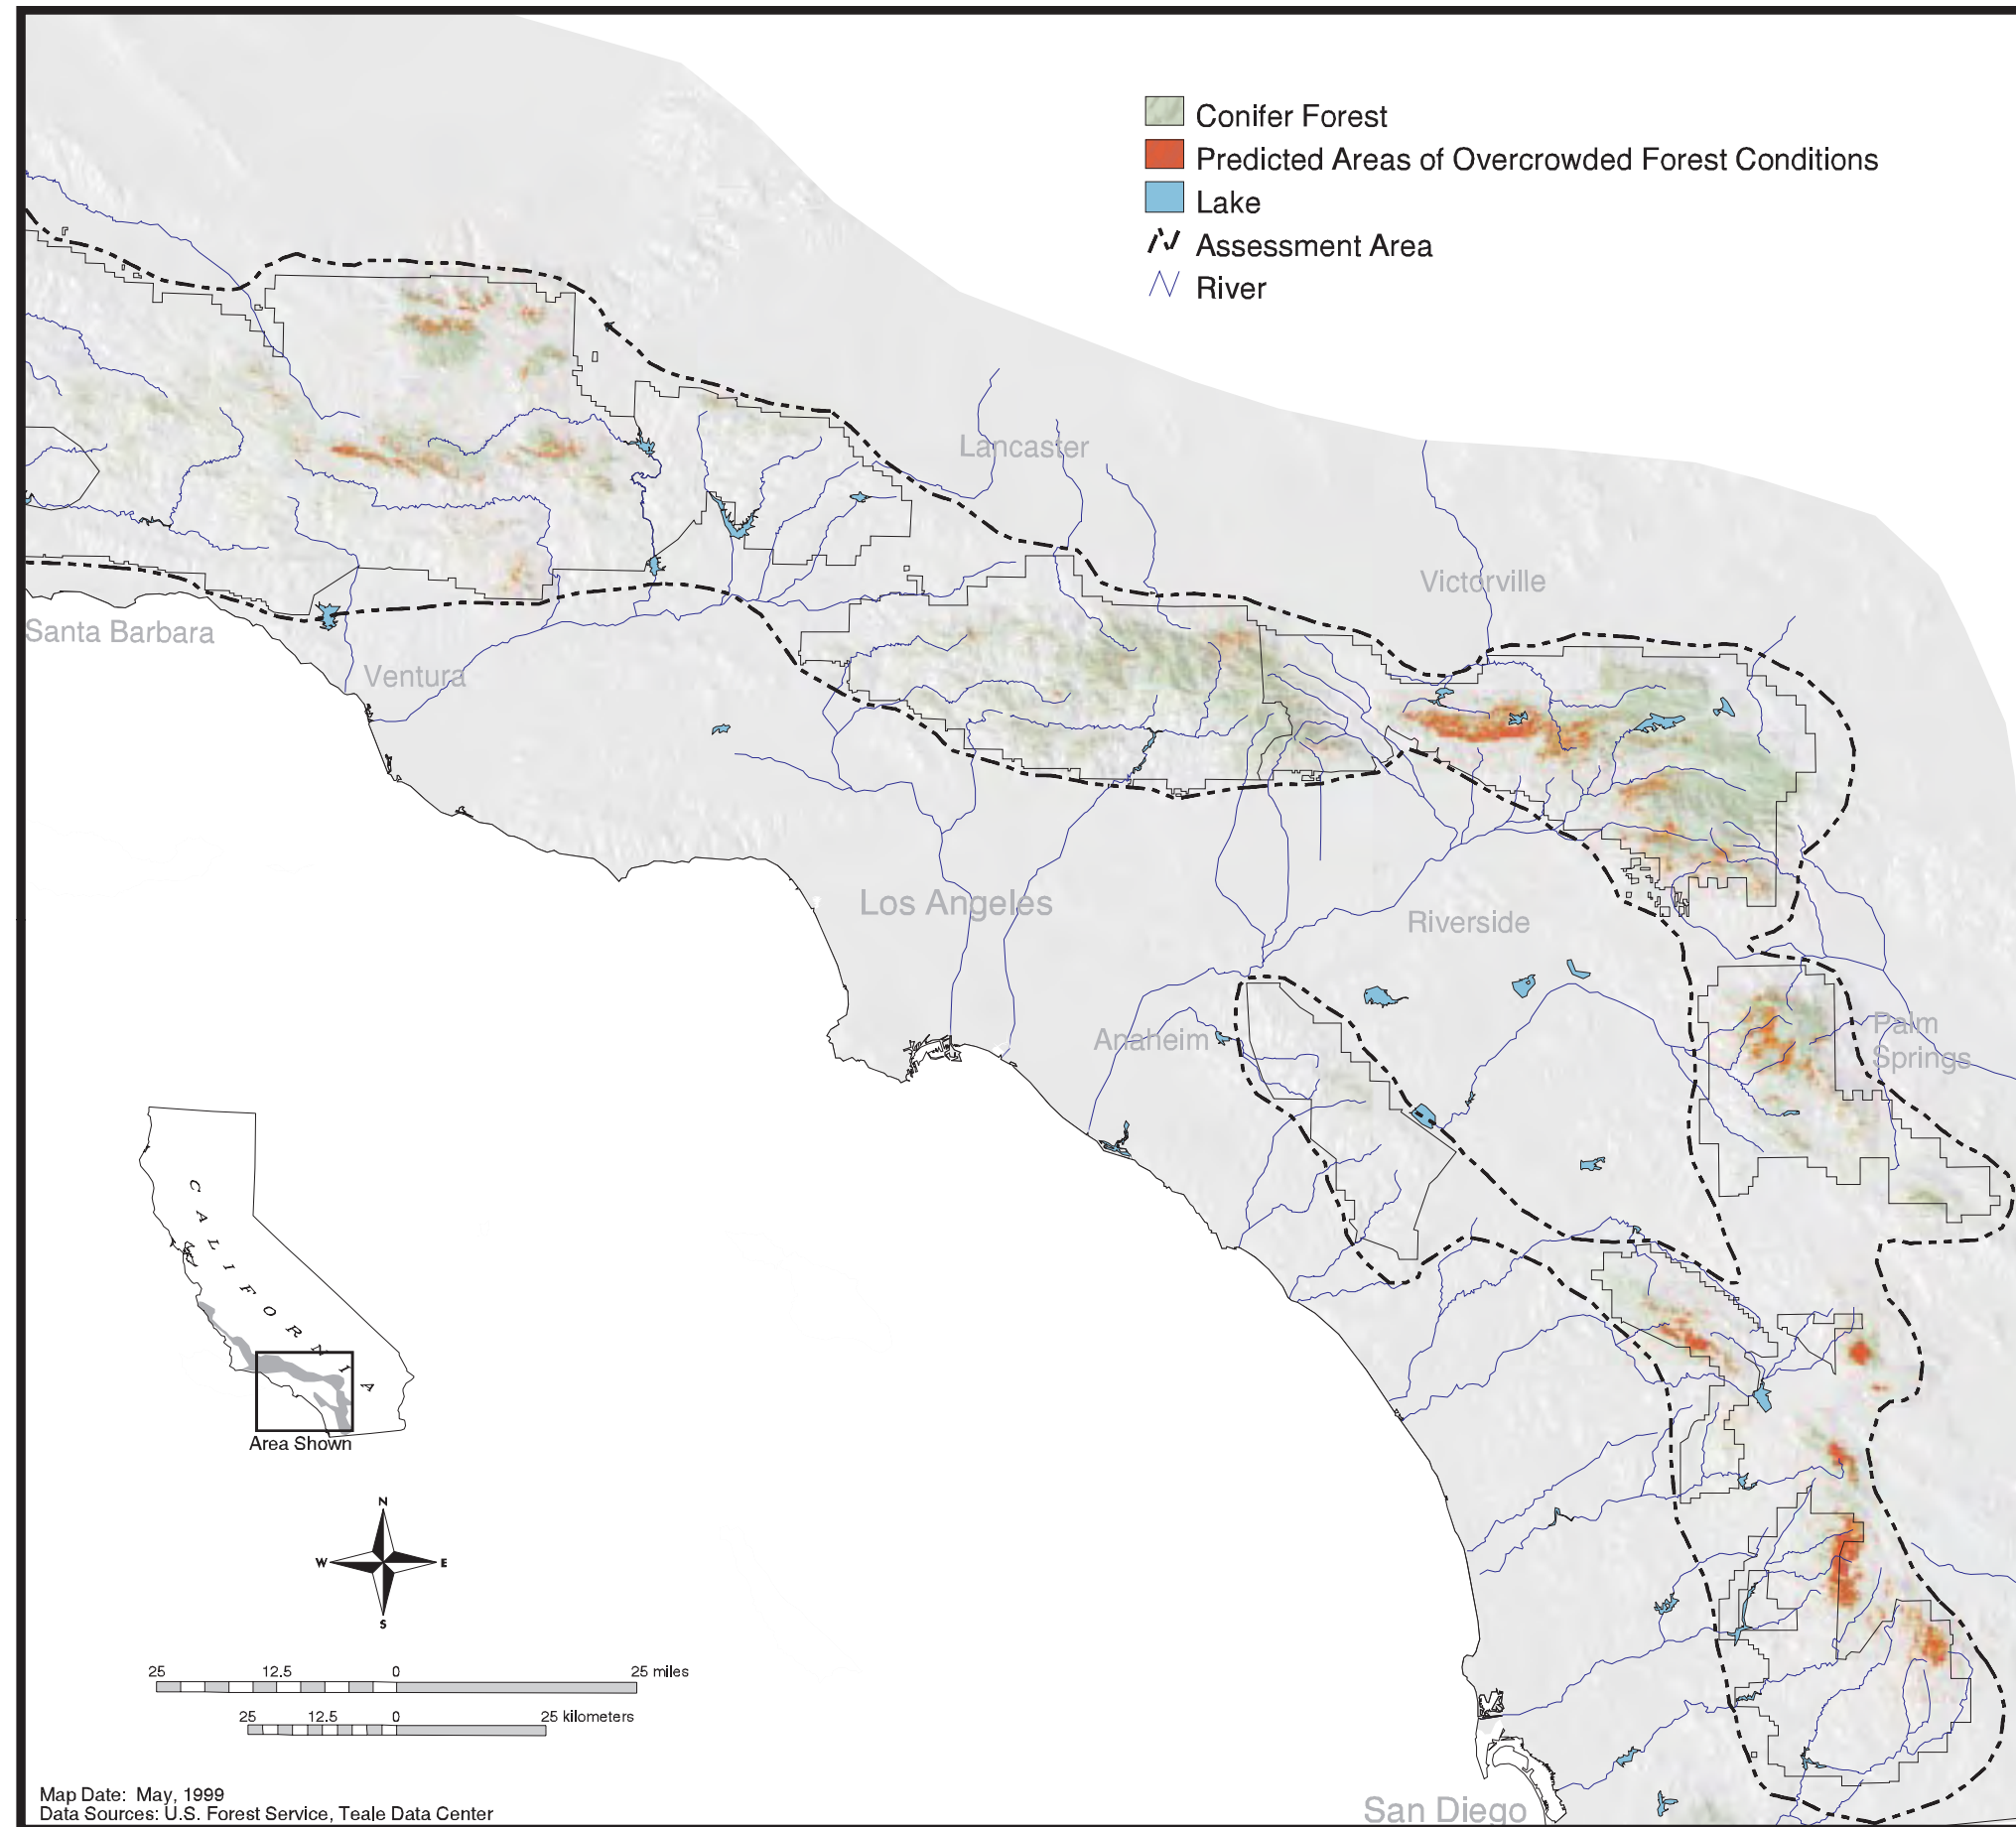 Conifer Forest
Predicted Areas of Overcrowded Forest Conditions
Lake
Assessment Area
River
Lancaster
Victorville
Santa Barbara
Ventura
Los Angeles
Riverside
Anaheim
Palm
Springs
CALIFORNIA
Area Shown
N
W E
S
25 12.5 0 25 miles
25 12.5 0 25 kilometers
Map Date: May, 1999
Data Sources: U.S. Forest Service, Teale Data Center
San Diego